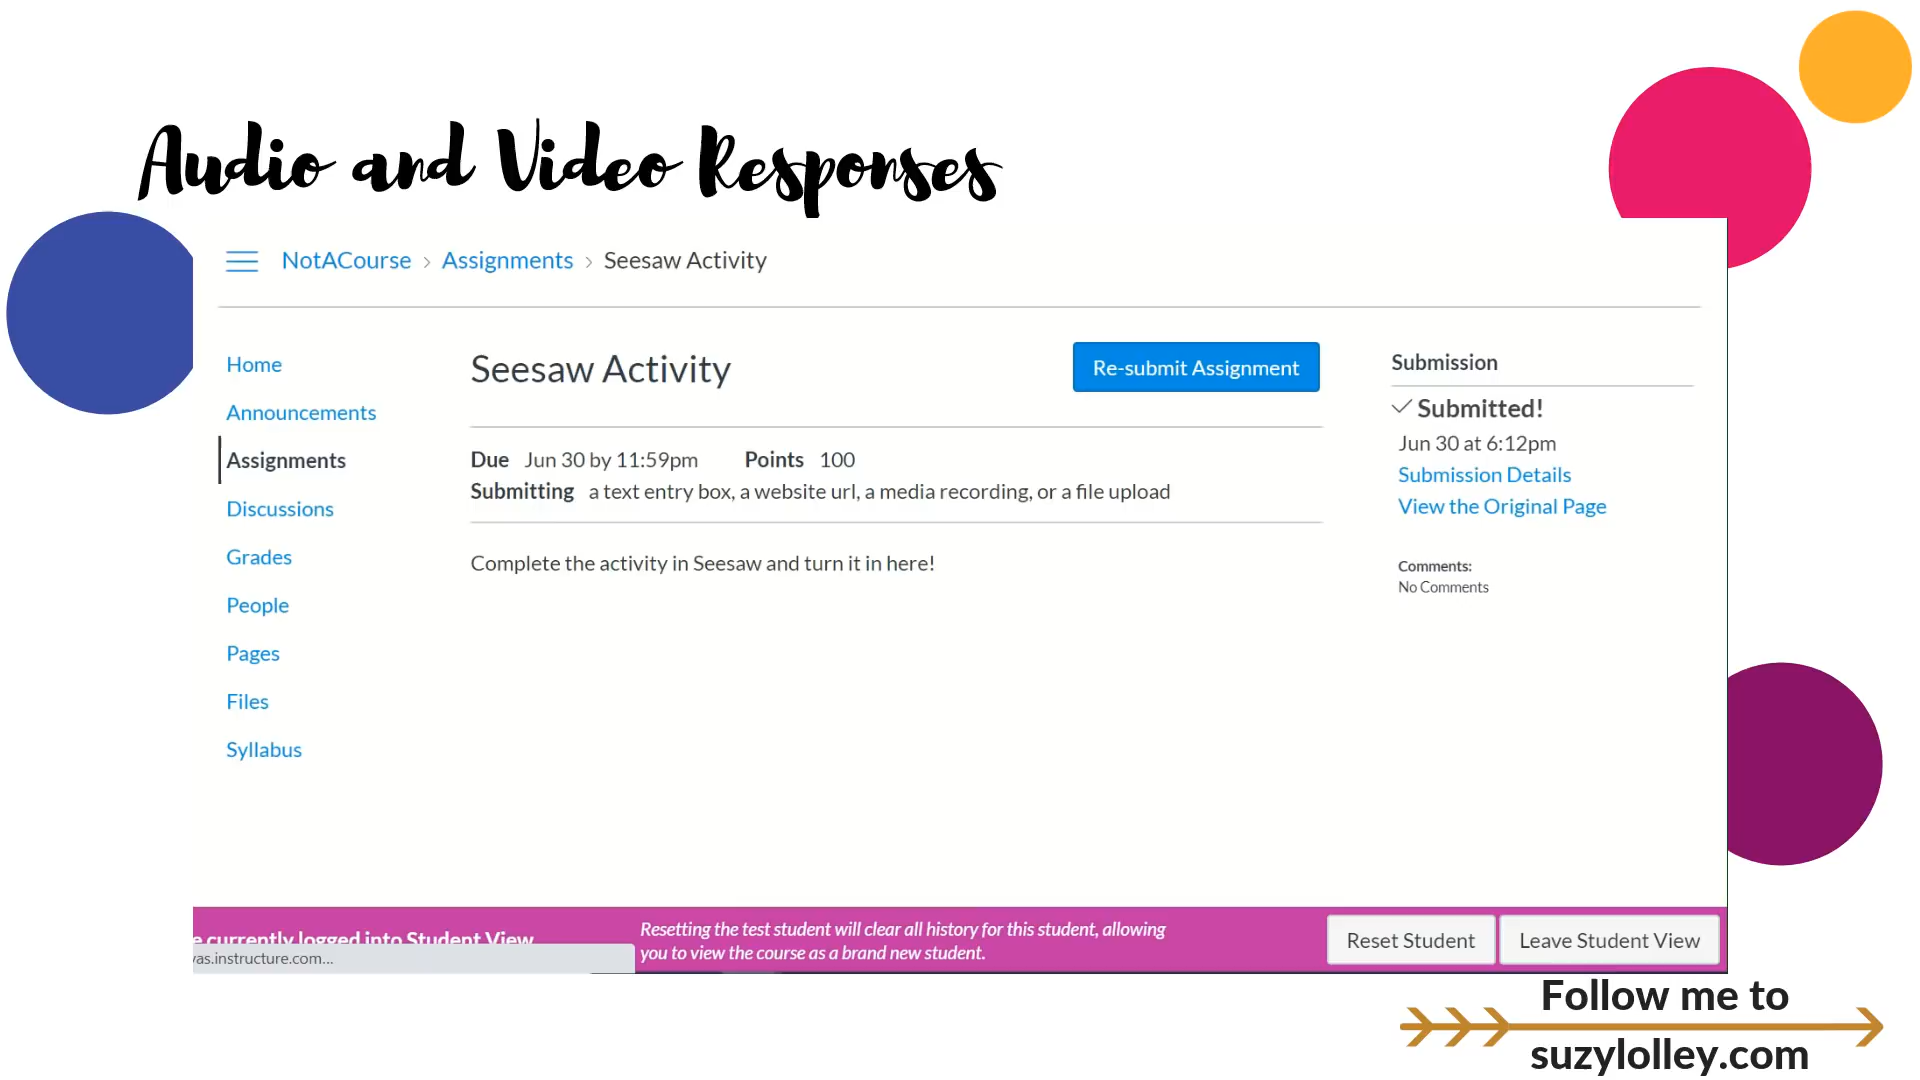 Audio and Video Responses
NotACourse › Assignments › Seesaw Activity
Home
Announcements
Assignments
Discussions
Grades
People
Pages
Files
Syllabus
Seesaw Activity
Re-submit Assignment
Due Jun 30 by 11:59pm Points 100
Submitting a text entry box, a website url, a media recording, or a file upload
Complete the activity in Seesaw and turn it in here!
Submission
Submitted!
Jun 30 at 6:12pm
Submission Details
View the Original Page
Comments:
No Comments
currently logged into Student View
vas.instructure.com...
Resetting the test student will clear all history for this student, allowing
you to view the course as a brand new student.
Reset Student
Leave Student View
Follow me to
suzylolley.com